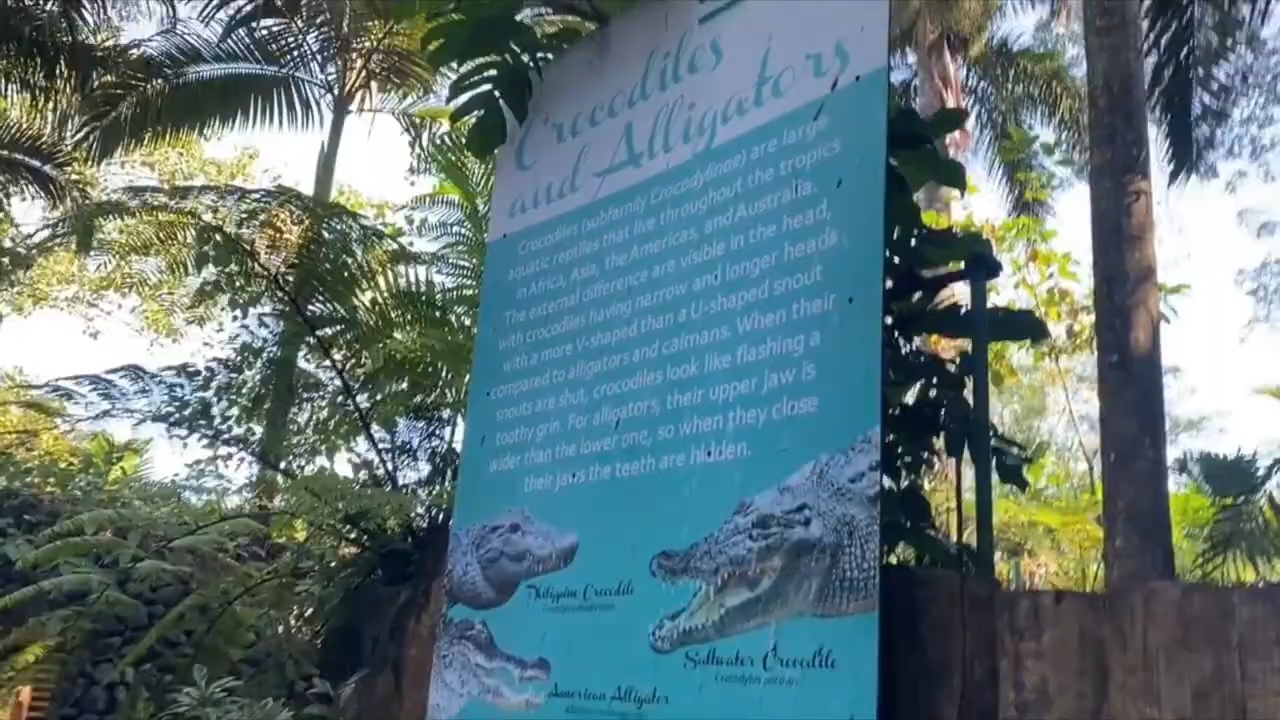 Crocodiles
and Alligators
Crocodiles (subfamily Crocodylinae) are large
aquatic reptiles that live throughout the tropics
in Africa, Asia, the Americas, and Australia.
The external difference are visible in the head,
with crocodiles having narrow and longer heads
with a more V-shaped than a U-shaped snout
compared to alligators and caimans. When their
snouts are shut, crocodiles look like flashing a
toothy grin. For alligators, their upper jaw is
wider than the lower one, so when they close
their jaws the teeth are hidden.
Philippine Crocodile
Saltwater Crocodile
Crocodylus porosus
American Alligator